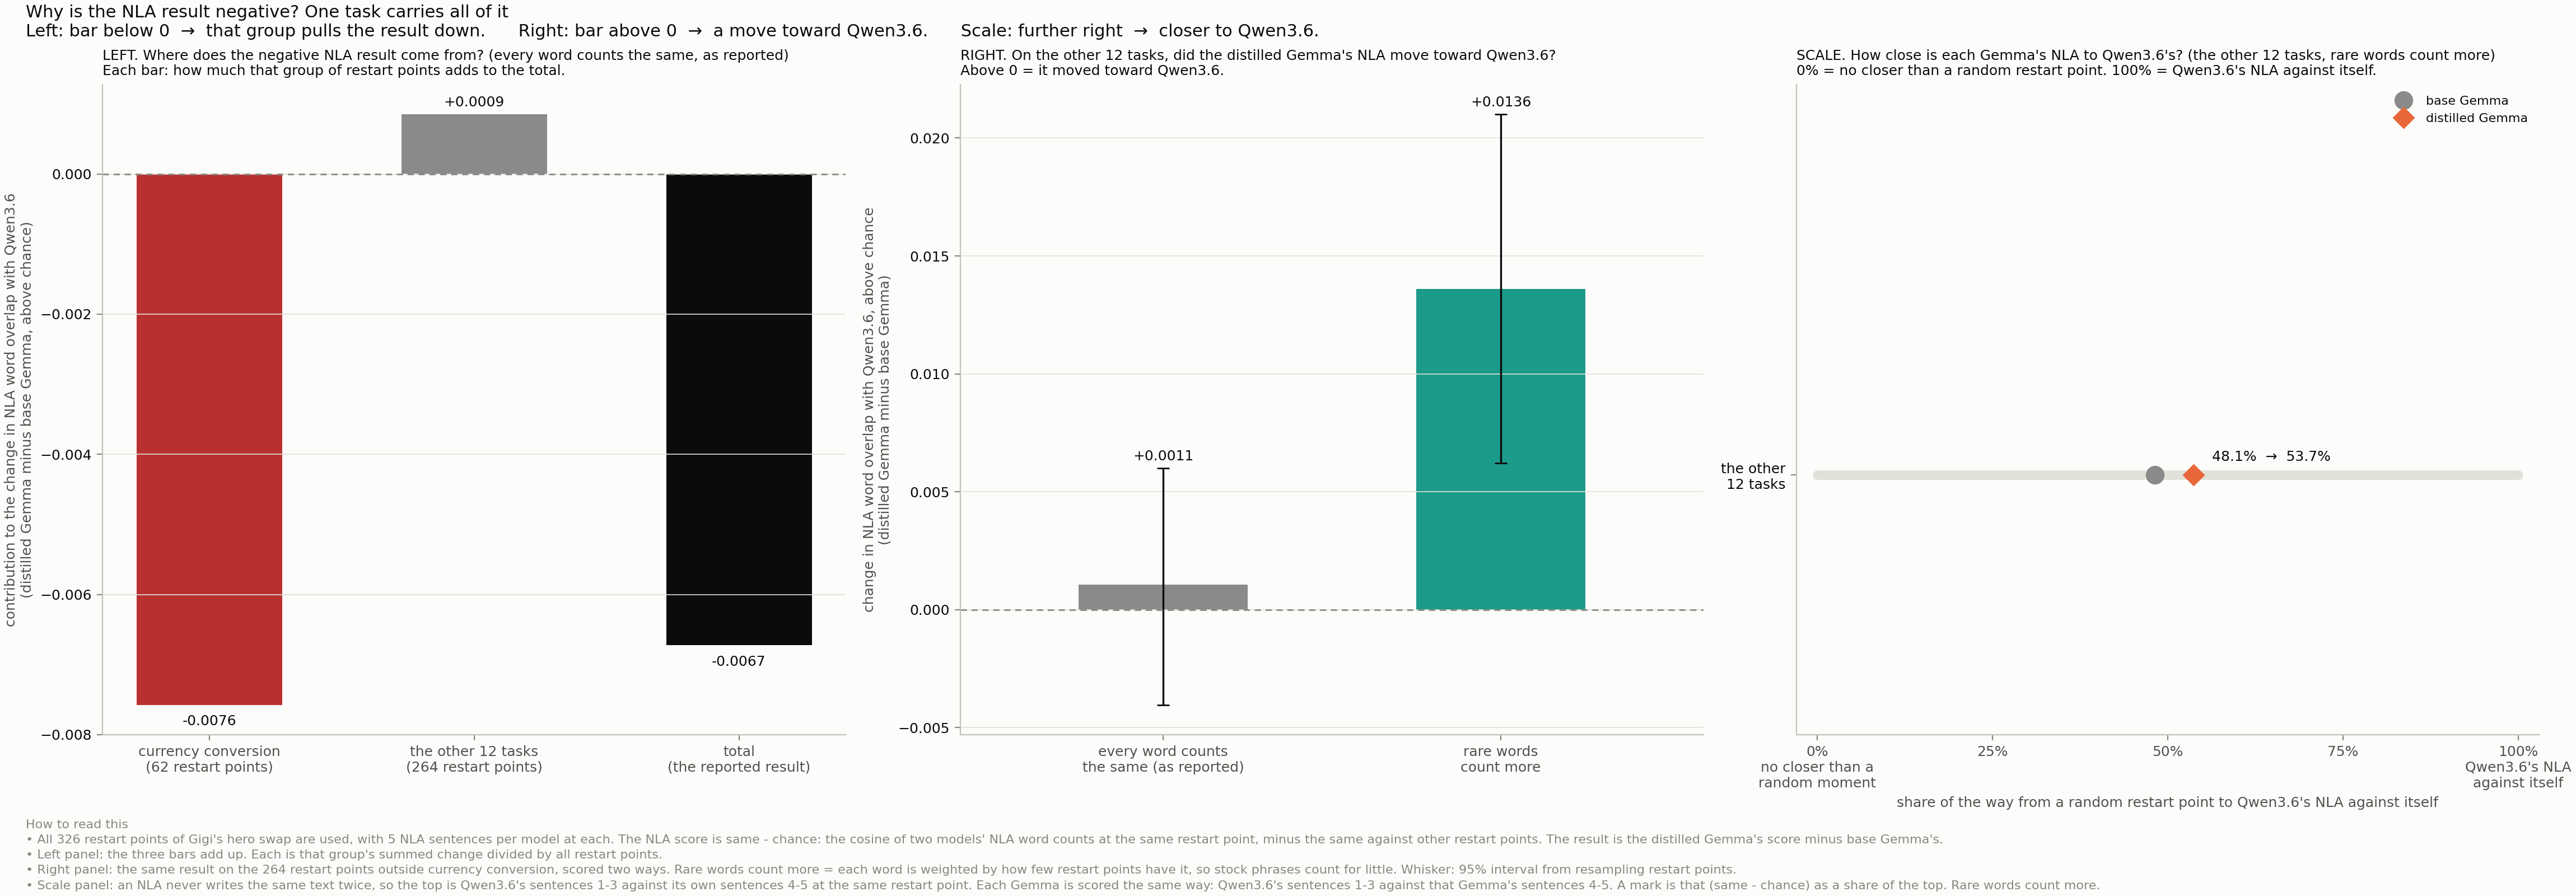 Why is the NLA result negative? One task carries all of it
Left: bar below 0 → that group pulls the result down. Right: bar above 0 → a move toward Qwen3.6. Scale: further right → closer to Qwen3.6.
LEFT. Where does the negative NLA result come from? (every word counts the same, as reported)
Each bar: how much that group of restart points adds to the total.
contribution to the change in NLA word overlap with Qwen3.6
(distilled Gemma minus base Gemma, above chance)
0.000
−0.002
−0.004
−0.006
−0.008
+0.0009
-0.0076
-0.0067
currency conversion
(62 restart points)
the other 12 tasks
(264 restart points)
total
(the reported result)
RIGHT. On the other 12 tasks, did the distilled Gemma's NLA move toward Qwen3.6?
Above 0 = it moved toward Qwen3.6.
change in NLA word overlap with Qwen3.6, above chance
(distilled Gemma minus base Gemma)
0.020
0.015
0.010
0.005
0.000
−0.005
+0.0011
+0.0136
every word counts
the same (as reported)
rare words
count more
SCALE. How close is each Gemma's NLA to Qwen3.6's? (the other 12 tasks, rare words count more)
0% = no closer than a random restart point. 100% = Qwen3.6's NLA against itself.
base Gemma
distilled Gemma
48.1% → 53.7%
the other
12 tasks
0%
25%
50%
75%
100%
no closer than a
random moment
Qwen3.6's NLA
against itself
share of the way from a random restart point to Qwen3.6's NLA against itself
How to read this
• All 326 restart points of Gigi's hero swap are used, with 5 NLA sentences per model at each. The NLA score is same - chance: the cosine of two models' NLA word counts at the same restart point, minus the same against other restart points. The result is the distilled Gemma's score minus base Gemma's.
• Left panel: the three bars add up. Each is that group's summed change divided by all restart points.
• Right panel: the same result on the 264 restart points outside currency conversion, scored two ways. Rare words count more = each word is weighted by how few restart points have it, so stock phrases count for little. Whisker: 95% interval from resampling restart points.
• Scale panel: an NLA never writes the same text twice, so the top is Qwen3.6's sentences 1-3 against its own sentences 4-5 at the same restart point. Each Gemma is scored the same way: Qwen3.6's sentences 1-3 against that Gemma's sentences 4-5. A mark is that (same - chance) as a share of the top. Rare words count more.